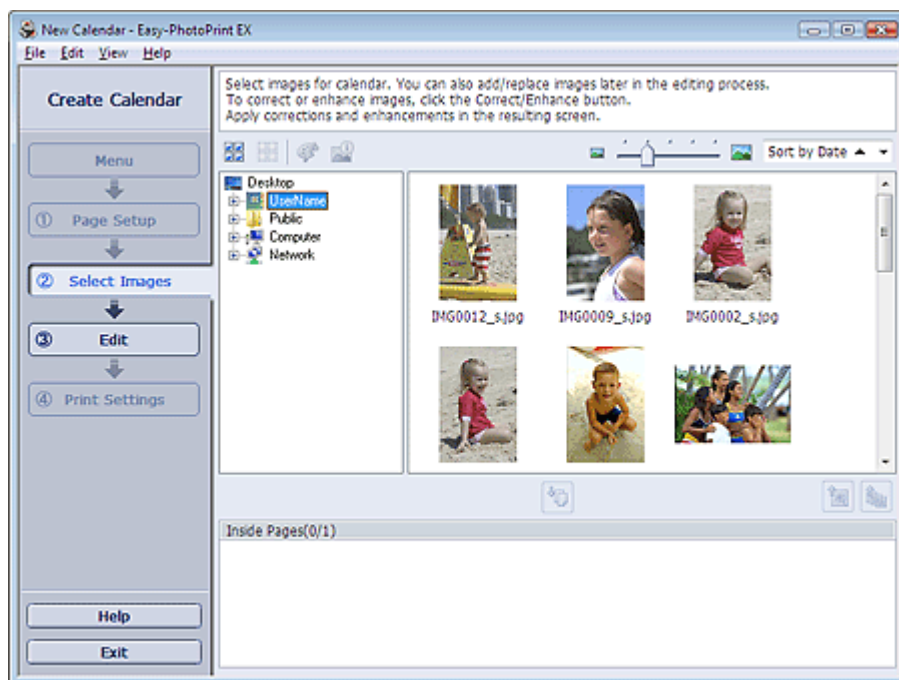 New Calendar - Easy-PhotoPrint EX
File Edit View Help
Create Calendar
Menu
① Page Setup
② Select Images
③ Edit
④ Print Settings
Help
Exit
Select images for calendar. You can also add/replace images later in the editing process.
To correct or enhance images, click the Correct/Enhance button.
Apply corrections and enhancements in the resulting screen.
Sort by Date
Desktop
UserName
Public
Computer
Network
IMG0012_s.jpg IMG0009_s.jpg IMG0002_s.jpg
Inside Pages(0/1)